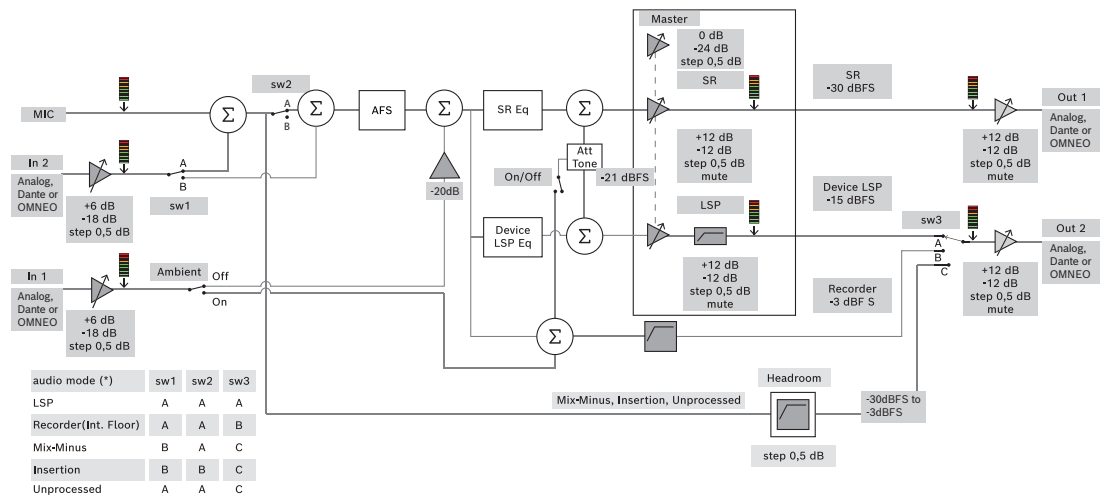 Master
0 dB
-24 dB
step 0,5 dB
sw2
SR
SR
-30 dBFS
MIC
Σ
A
B
Σ
AFS
Σ
SR Eq
Σ
Out 1
Analog,
Dante or
OMNEO
+12 dB
-12 dB
step 0,5 dB
mute
+12 dB
-12 dB
step 0,5 dB
mute
In 2
Analog,
Dante or
OMNEO
A
B
sw1
+6 dB
-18 dB
step 0,5 dB
-20dB
On/Off
Att
Tone
-21 dBFS
Device LSP
-15 dBFS
LSP
sw3
Device
LSP Eq
Σ
A
B
C
Out 2
Analog,
Dante or
OMNEO
+12 dB
-12 dB
step 0,5 dB
mute
+12 dB
-12 dB
step 0,5 dB
mute
In 1
Analog,
Dante or
OMNEO
Ambient
Off
On
+6 dB
-18 dB
step 0,5 dB
Recorder
-3 dBF S
Σ
audio mode (*) sw1 sw2 sw3
LSP A A A
Recorder(Int. Floor) A A B
Mix-Minus B A C
Insertion B B C
Unprocessed A A C
Mix-Minus, Insertion, Unprocessed
Headroom
step 0,5 dB
-30dBFS to
-3dBFS